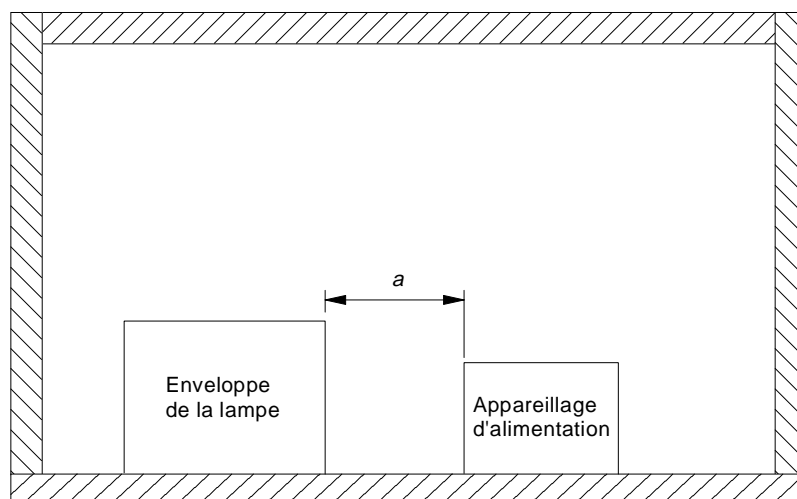 a
Enveloppe
de la lampe
Appareillage
d'alimentation